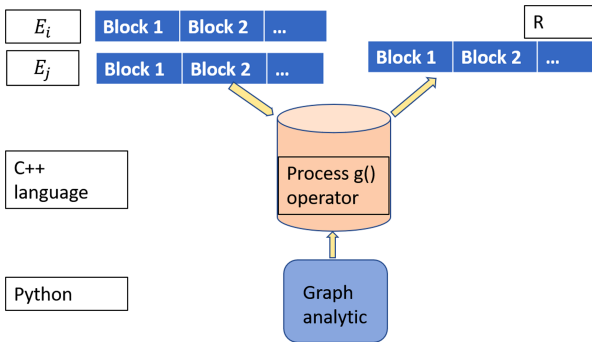 E_i Block 1 Block 2 ...
R
E_j Block 1 Block 2 ...
Block 1 Block 2 ...
C++
language
Process g()
operator
Python
Graph
analytic